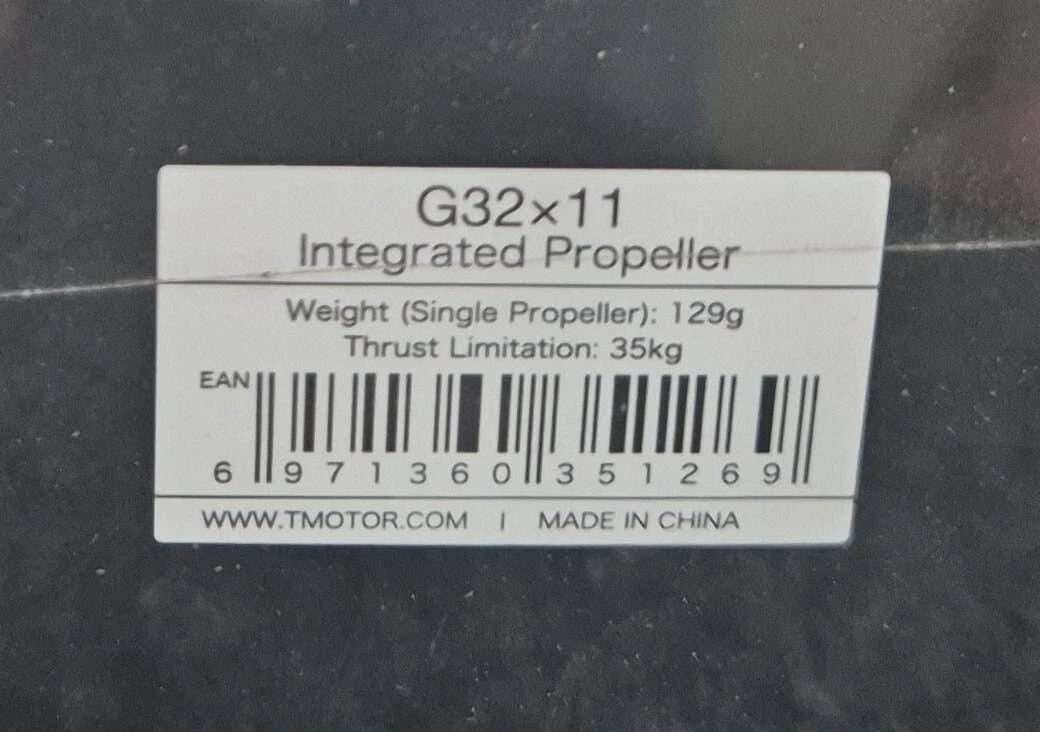 G32×11
Integrated Propeller
Weight (Single Propeller): 129g
Thrust Limitation: 35kg
EAN
6 971360 351269
WWW.TMOTOR.COM | MADE IN CHINA